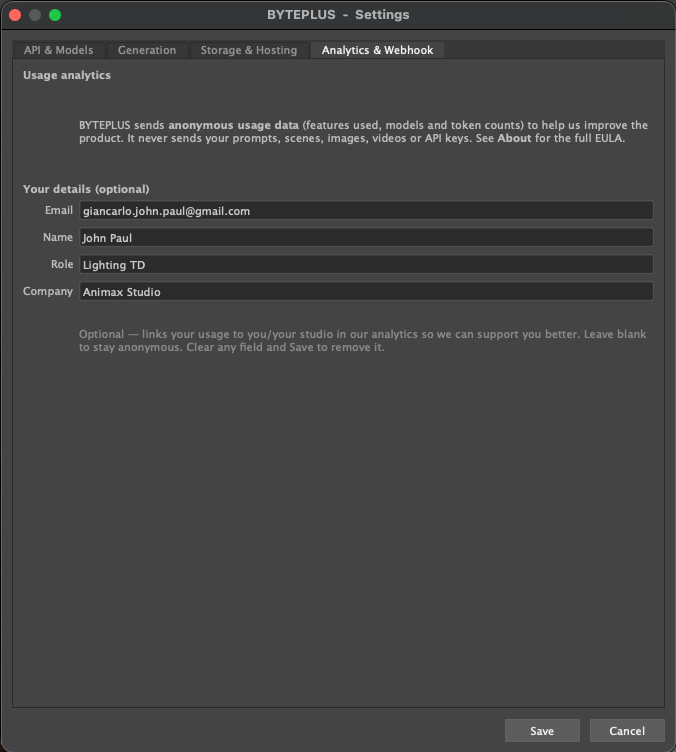 BYTEPLUS - Settings
API & Models
Generation
Storage & Hosting
Analytics & Webhook
Usage analytics
BYTEPLUS sends anonymous usage data (features used, models and token counts) to help us improve the
product. It never sends your prompts, scenes, images, videos or API keys. See About for the full EULA.
Your details (optional)
Email giancarlo.john.paul@gmail.com
Name John Paul
Role Lighting TD
Company Animax Studio
Optional — links your usage to you/your studio in our analytics so we can support you better. Leave blank
to stay anonymous. Clear any field and Save to remove it.
Save
Cancel